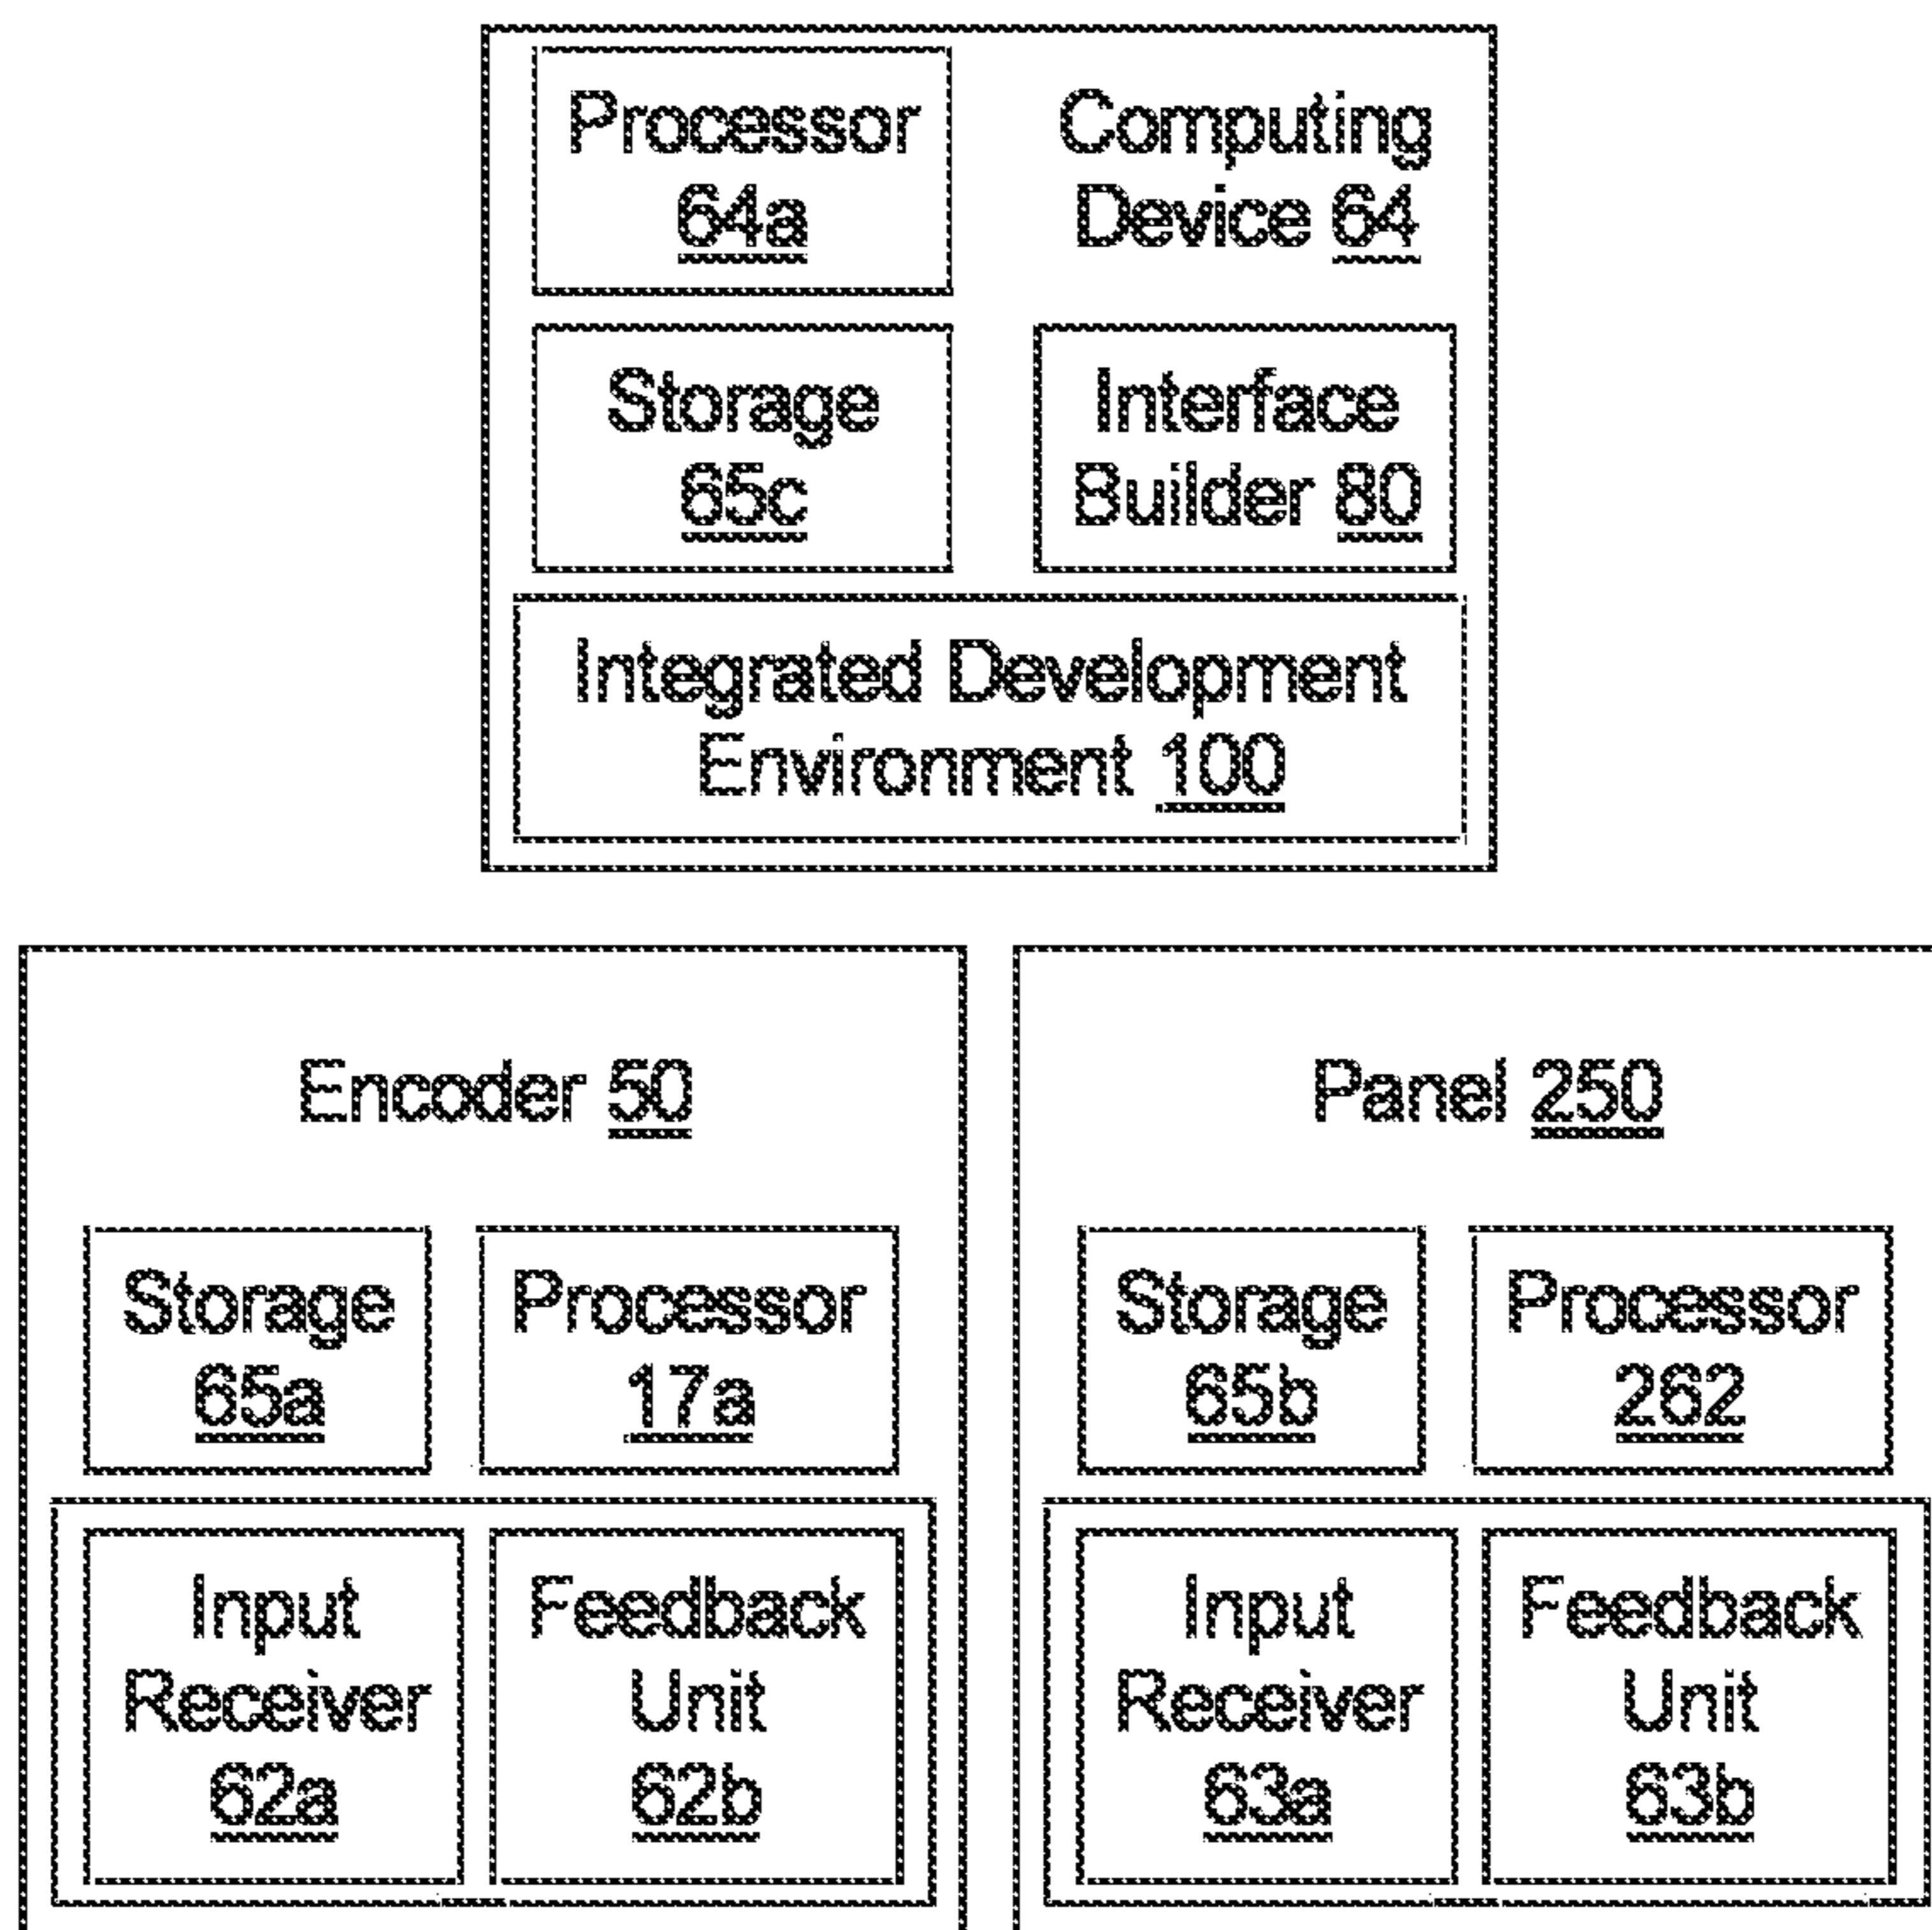 Processor
64a
Computing
Device 64
Storage
65c
Interface
Builder 80
Integrated Development
Environment 100
Encoder 50
Storage
65a
Processor
17a
Input
Receiver
62a
Feedback
Unit
62b
Panel 250
Storage
65b
Processor
262
Input
Receiver
63a
Feedback
Unit
63b